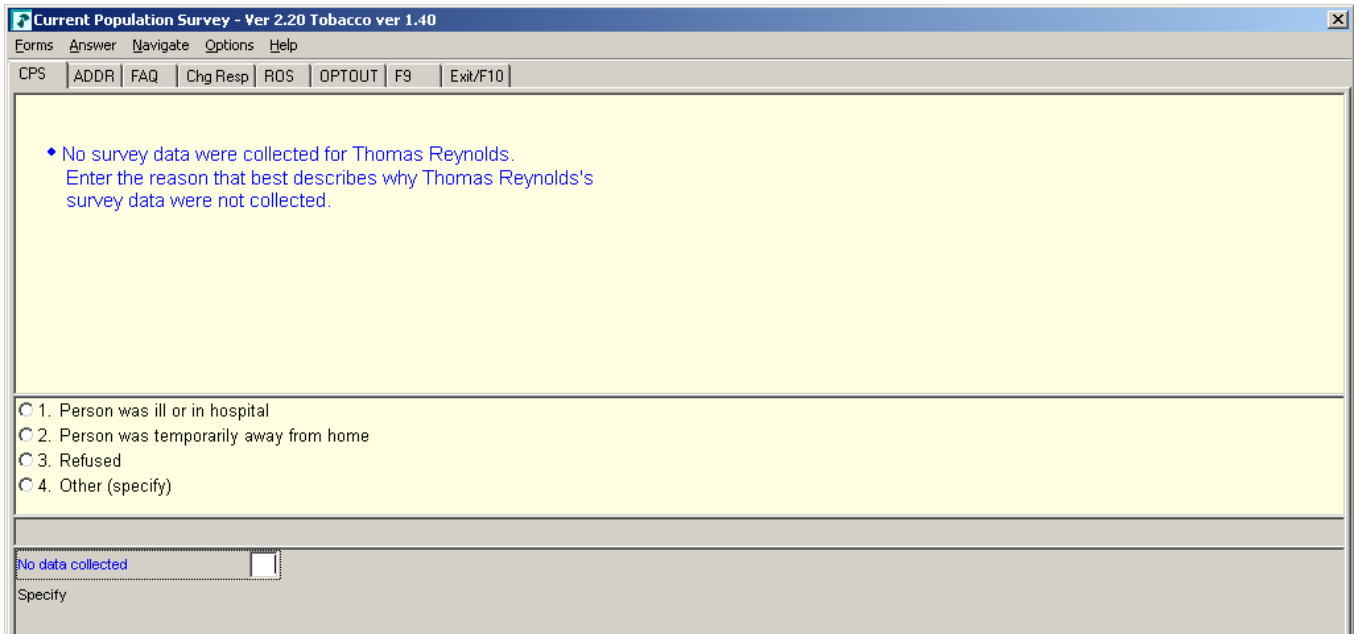 Current Population Survey - Ver 2.20 Tobacco ver 1.40
Forms Answer Navigate Options Help
CPS ADDR FAQ Chg Resp ROS OPTOUT F9 Exit/F10
• No survey data were collected for Thomas Reynolds.
Enter the reason that best describes why Thomas Reynolds's
survey data were not collected.
1. Person was ill or in hospital
2. Person was temporarily away from home
3. Refused
4. Other (specify)
No data collected
Specify